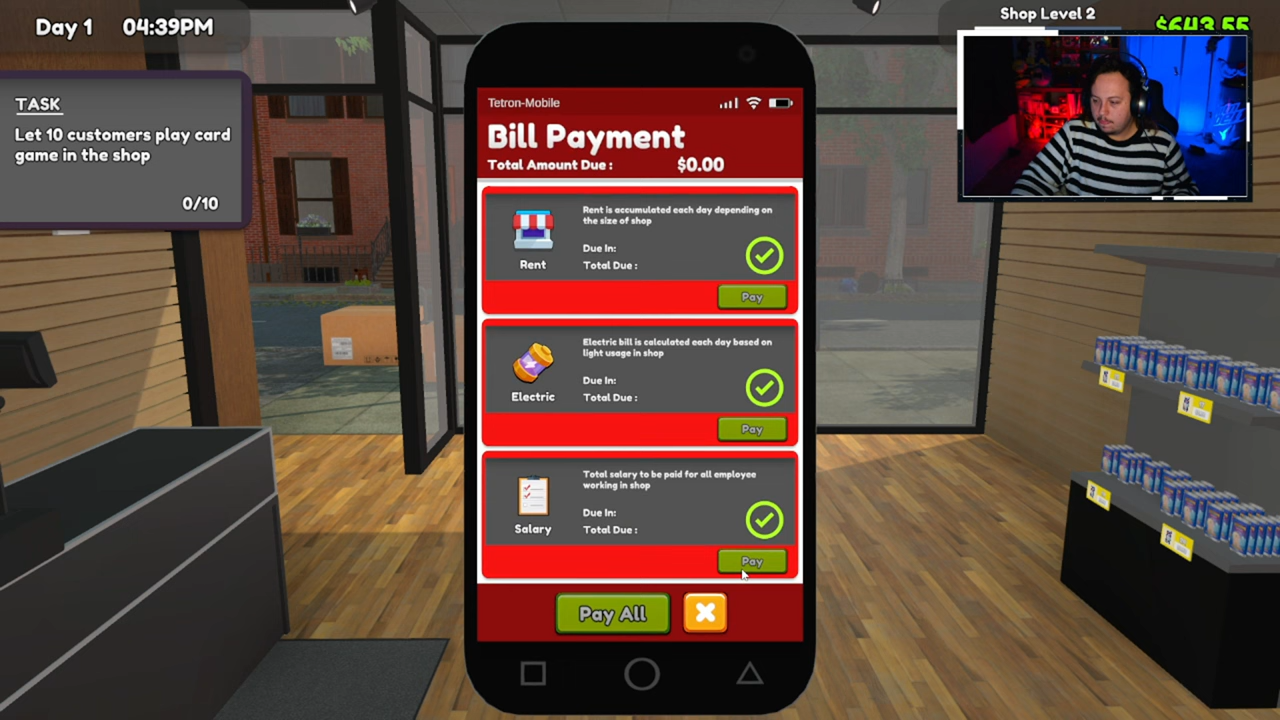 Day 1 04:39PM
Shop Level 2
$643.55
TASK
Let 10 customers play card
game in the shop
0/10
Tetron-Mobile
Bill Payment
Total Amount Due : $0.00
Rent is accumulated each day depending on
the size of shop
Due In:
Total Due :
Rent
Pay
Electric bill is calculated each day based on
light usage in shop
Due In:
Total Due :
Electric
Pay
Total salary to be paid for all employee
working in shop
Due In:
Total Due :
Salary
Pay
Pay All